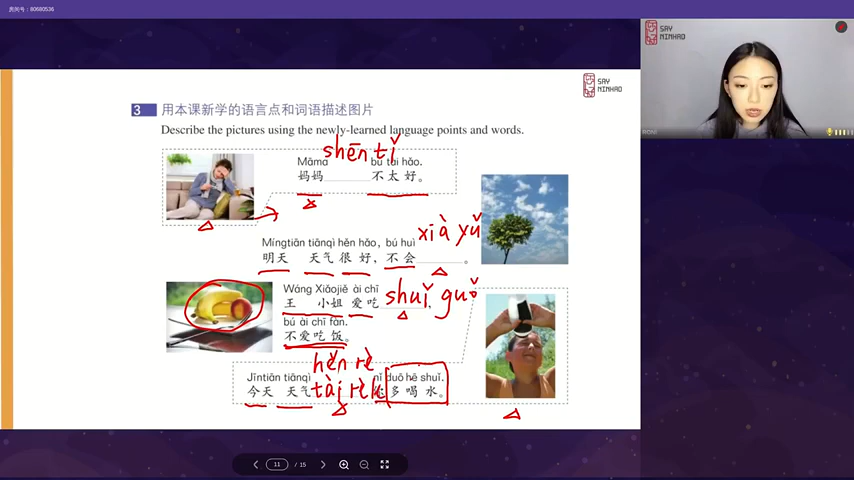 房间号: 80680536
SAY
NINHAO
SAY
NINHAO
3 用本课新学的语言点和词语描述图片
Describe the pictures using the newly-learned language points and words.
shēn tǐ
Māma bú tài hǎo.
妈妈 不太好。
xià yǔ
Míngtiān tiānqì hěn hǎo, bú huì
明天 天气很好,不会 。
Wáng Xiǎojiě ài chī shuǐ guǒ,
王 小姐 爱吃
bú ài chī fàn.
不爱吃饭。
hěn rè
Jīntiān tiānqì nǐ duō hē shuǐ.
今天 天气 tài rè le 多喝水。
11 / 15